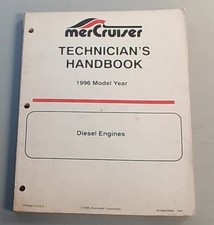 merCruiser
TECHNICIAN'S
HANDBOOK
1996 Model Year
Diesel Engines